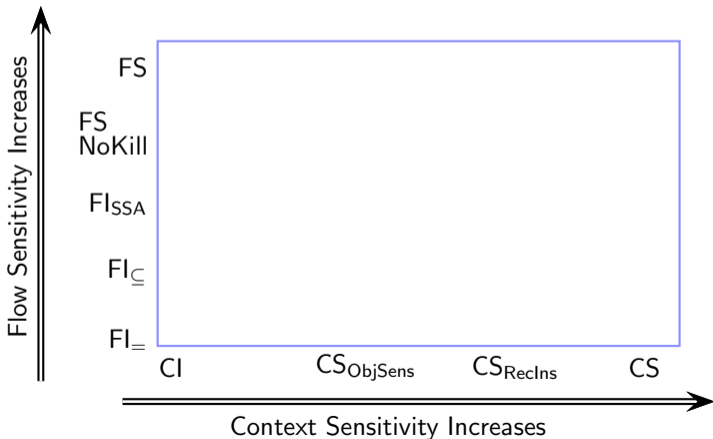 Flow Sensitivity Increases
FS
FS
NoKill
FI_SSA
FI_⊆
FI_=
CI
CS_ObjSens
CS_RecIns
CS
Context Sensitivity Increases